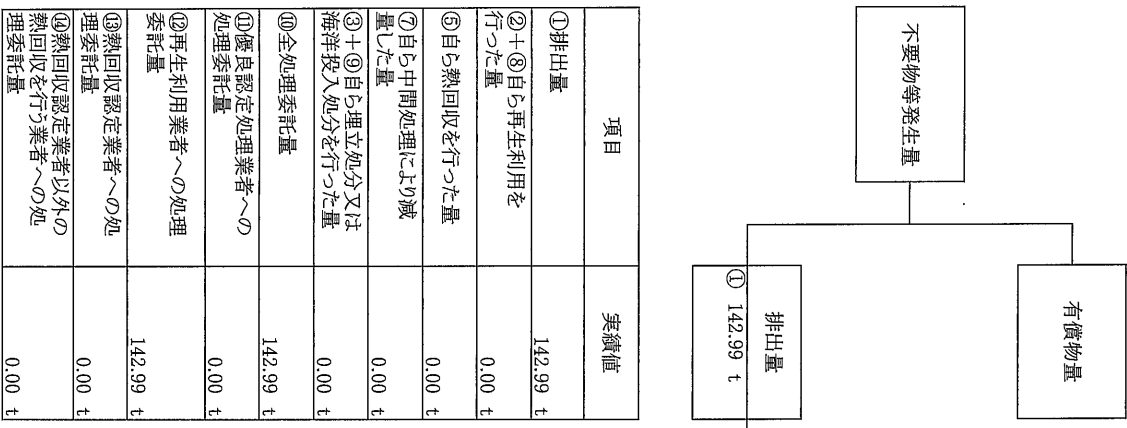 不要物等発生量
有償物量
排出量
① 142.99 t
項目
実績値
①排出量
142.99 t
②+⑧自ら再生利用を
行った量
0.00 t
⑤自ら熱回収を行った量
0.00 t
⑦自ら中間処理により減
量した量
0.00 t
③+⑨自ら埋立処分又は
海洋投入処分を行った量
0.00 t
⑩全処理委託量
142.99 t
⑪優良認定処理業者への
処理委託量
0.00 t
⑫再生利用業者への処理
委託量
142.99 t
⑬熱回収認定業者への処
理委託量
0.00 t
⑭熱回収認定業者以外の
熱回収を行う業者への処
理委託量
0.00 t